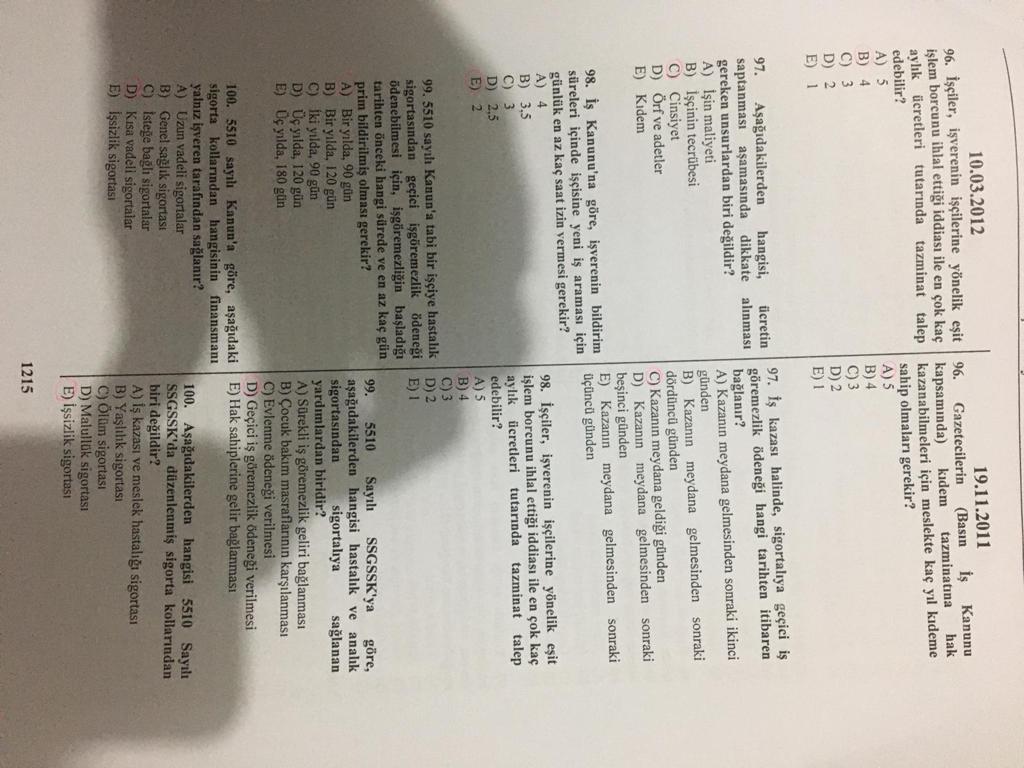 10.03.2012
96. İşçiler, işverenin işçilerine yönelik eşit
işlem borcunu ihlal ettiği iddiası ile en çok kaç
aylık ücretleri tutarında tazminat talep
edebilir?
A) 5
B) 4
C) 3
D) 2
E) 1
97. Aşağıdakilerden hangisi, ücretin
saptanması aşamasında dikkate alınması
gereken unsurlardan biri değildir?
A) İşin maliyeti
B) İşçinin tecrübesi
C) Cinsiyet
D) Örf ve adetler
E) Kıdem
98. İş Kanunu'na göre, işverenin bildirim
süreleri içinde işçisine yeni iş araması için
günlük en az kaç saat izin vermesi gerekir?
A) 4
B) 3,5
C) 3
D) 2,5
E) 2
99. 5510 sayılı Kanun'a tabi bir işçiye hastalık
sigortasından geçici işgöremezlik ödeneği
ödenebilmesi için, işgöremezliğin başladığı
tarihten önceki hangi sürede ve en az kaç gün
prim bildirilmiş olması gerekir?
A) Bir yılda, 90 gün
B) Bir yılda, 120 gün
C) İki yılda, 90 gün
D) Üç yılda, 120 gün
E) Üç yılda, 180 gün
100. 5510 sayılı Kanun'a göre, aşağıdaki
sigorta kollarından hangisinin finansmanı
yalnız işveren tarafından sağlanır?
A) Uzun vadeli sigortalar
B) Genel sağlık sigortası
C) İsteğe bağlı sigortalar
D) Kısa vadeli sigortalar
E) İşsizlik sigortası
19.11.2011
96. Gazetecilerin (Basın İş Kanunu
kapsamında) kıdem tazminatına hak
kazanabilmeleri için meslekte kaç yıl kıdeme
sahip olmaları gerekir?
A) 5
B) 4
C) 3
D) 2
E) 1
97. İş kazası halinde, sigortalıya geçici iş
göremezlik ödeneği hangi tarihten itibaren
bağlanır?
A) Kazanın meydana gelmesinden sonraki ikinci
günden
B) Kazanın meydana gelmesinden sonraki
dördüncü günden
C) Kazanın meydana geldiği günden
D) Kazanın meydana gelmesinden sonraki
beşinci günden
E) Kazanın meydana gelmesinden sonraki
üçüncü günden
98. İşçiler, işverenin işçilerine yönelik eşit
işlem borcunu ihlal ettiği iddiası ile en çok kaç
aylık ücretleri tutarında tazminat talep
edebilir?
A) 5
B) 4
C) 3
D) 2
E) 1
99. 5510 Sayılı SSGSSK'ya göre,
aşağıdakilerden hangisi hastalık ve analık
sigortasından sigortalıya sağlanan
yardımlardan biridir?
A) Sürekli iş göremezlik geliri bağlanması
B) Çocuk bakım masraflarının karşılanması
C) Evlenme ödeneği verilmesi
D) Geçici iş göremezlik ödeneği verilmesi
E) Hak sahiplerine gelir bağlanması
100. Aşağıdakilerden hangisi 5510 Sayılı
SSGSSK'da düzenlenmiş sigorta kollarından
biri değildir?
A) İş kazası ve meslek hastalığı sigortası
B) Yaşlılık sigortası
C) Ölüm sigortası
D) Malullük sigortası
E) İşsizlik sigortası
1215